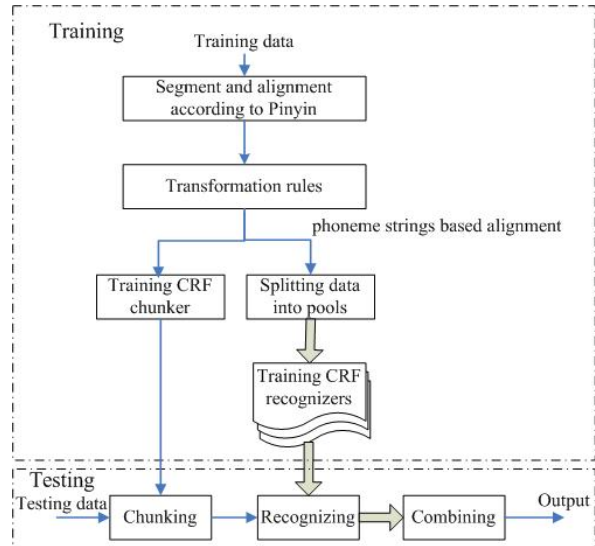 Training
Training data
Segment and alignment
according to Pinyin
Transformation rules
phoneme strings based alignment
Training CRF
chunker
Splitting data
into pools
Training CRF
recognizers
Testing
Testing data
Chunking
Recognizing
Combining
Output